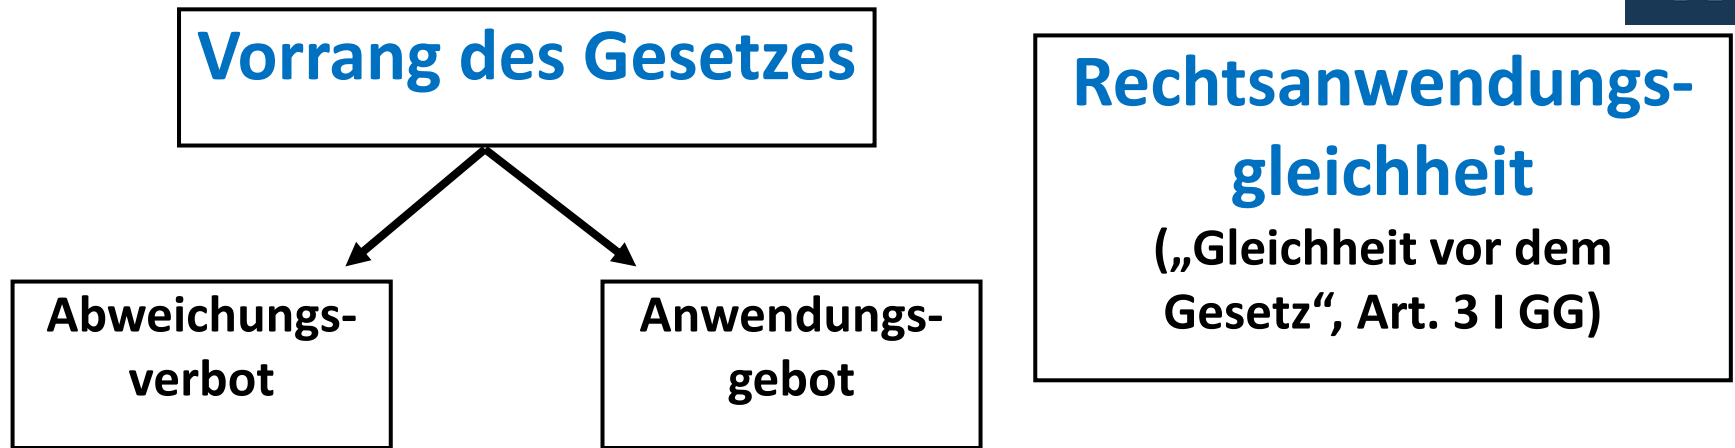 Vorrang des Gesetzes
Abweichungs-
verbot
Anwendungs-
gebot
Rechtsanwendungs-
gleichheit
(„Gleichheit vor dem
Gesetz“, Art. 3 I GG)